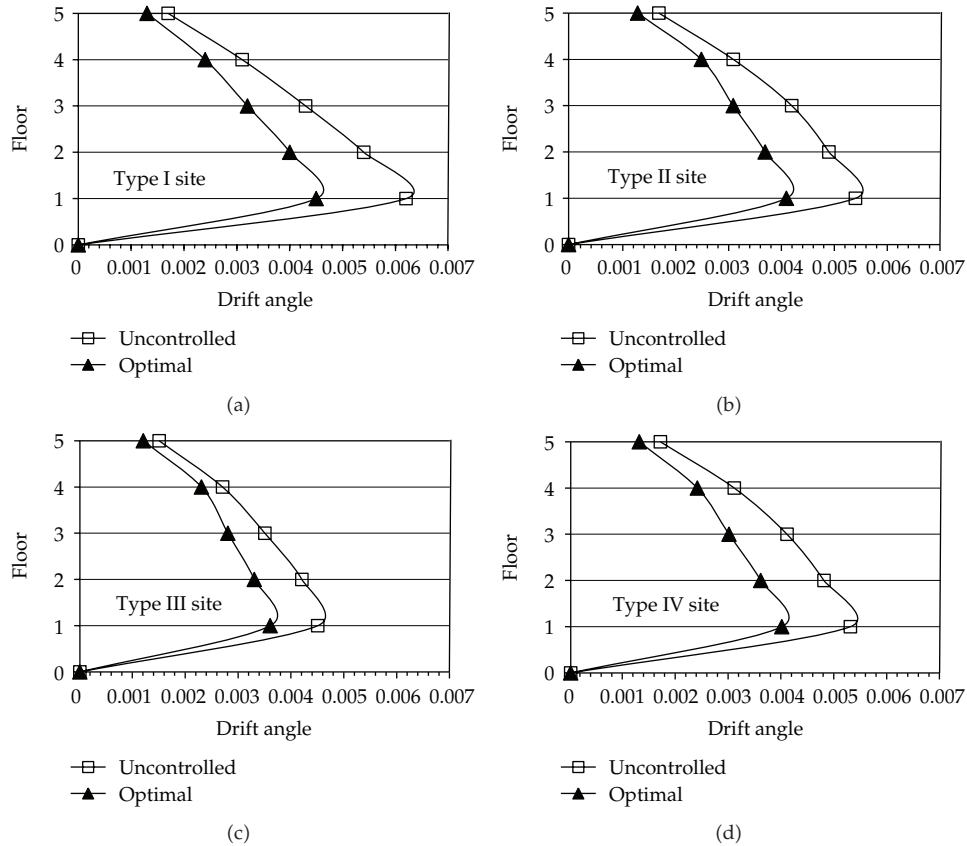 5
4
3
2
1
0
Floor
Type I site
0 0.001 0.002 0.003 0.004 0.005 0.006 0.007
Drift angle
Uncontrolled
Optimal
(a)
5
4
3
2
1
0
Floor
Type II site
0 0.001 0.002 0.003 0.004 0.005 0.006 0.007
Drift angle
Uncontrolled
Optimal
(b)
5
4
3
2
1
0
Floor
Type III site
0 0.001 0.002 0.003 0.004 0.005 0.006 0.007
Drift angle
Uncontrolled
Optimal
(c)
5
4
3
2
1
0
Floor
Type IV site
0 0.001 0.002 0.003 0.004 0.005 0.006 0.007
Drift angle
Uncontrolled
Optimal
(d)